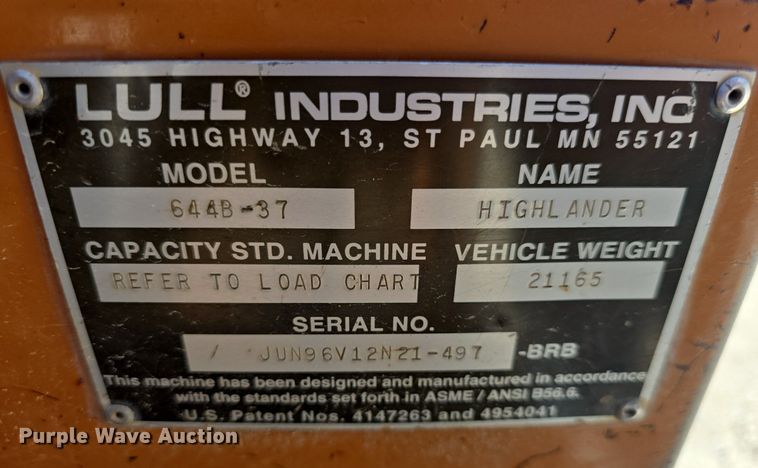 LULL® INDUSTRIES, INC
3045 HIGHWAY 13, ST PAUL MN 55121
MODEL NAME
644B-37 HIGHLANDER
CAPACITY STD. MACHINE VEHICLE WEIGHT
REFER TO LOAD CHART 21165
SERIAL NO.
/ JUN96V12N21-497 -BRB
This machine has been designed and manufactured in accordance
with the standards set forth in ASME / ANSI B56.6.
U.S. Patent Nos. 4147263 and 4954041
Purple Wave Auction